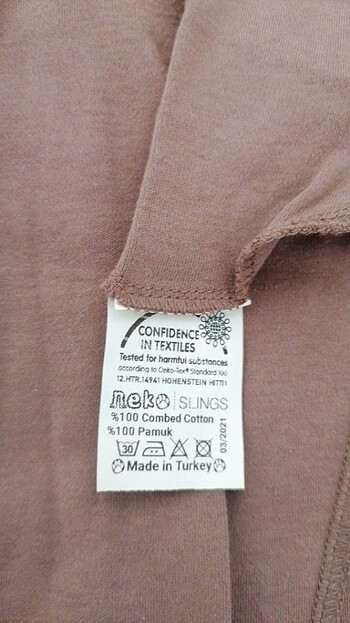 CONFIDENCE
IN TEXTILES
Tested for harmful substances
according to Oeko-Tex® Standard 100
12.HTR.14941 HOHENSTEIN HTTI
neko | SLINGS
%100 Combed Cotton
%100 Pamuk
03/2021
30
Made in Turkey